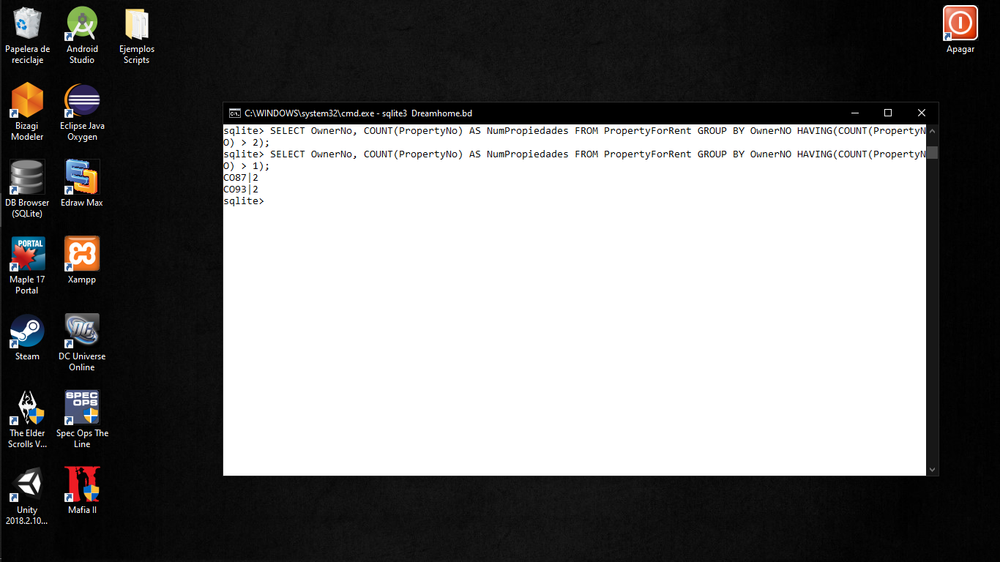 Papelera de
reciclaje
Android
Studio
Ejemplos
Scripts
Apagar
Bizagi
Modeler
Eclipse Java
Oxygen
DB Browser
(SQLite)
Edraw Max
PORTAL
Maple 17
Portal
Xampp
Steam
DC
DC Universe
Online
The Elder
Scrolls V...
SPEC
OPS
Spec Ops The
Line
Unity
2018.2.10...
II
Mafia II
C:\WINDOWS\system32\cmd.exe - sqlite3 Dreamhome.bd
sqlite> SELECT OwnerNo, COUNT(PropertyNo) AS NumPropiedades FROM PropertyForRent GROUP BY OwnerNO HAVING(COUNT(PropertyN
O) > 2);
sqlite> SELECT OwnerNo, COUNT(PropertyNo) AS NumPropiedades FROM PropertyForRent GROUP BY OwnerNO HAVING(COUNT(PropertyN
O) > 1);
CO87|2
CO93|2
sqlite>